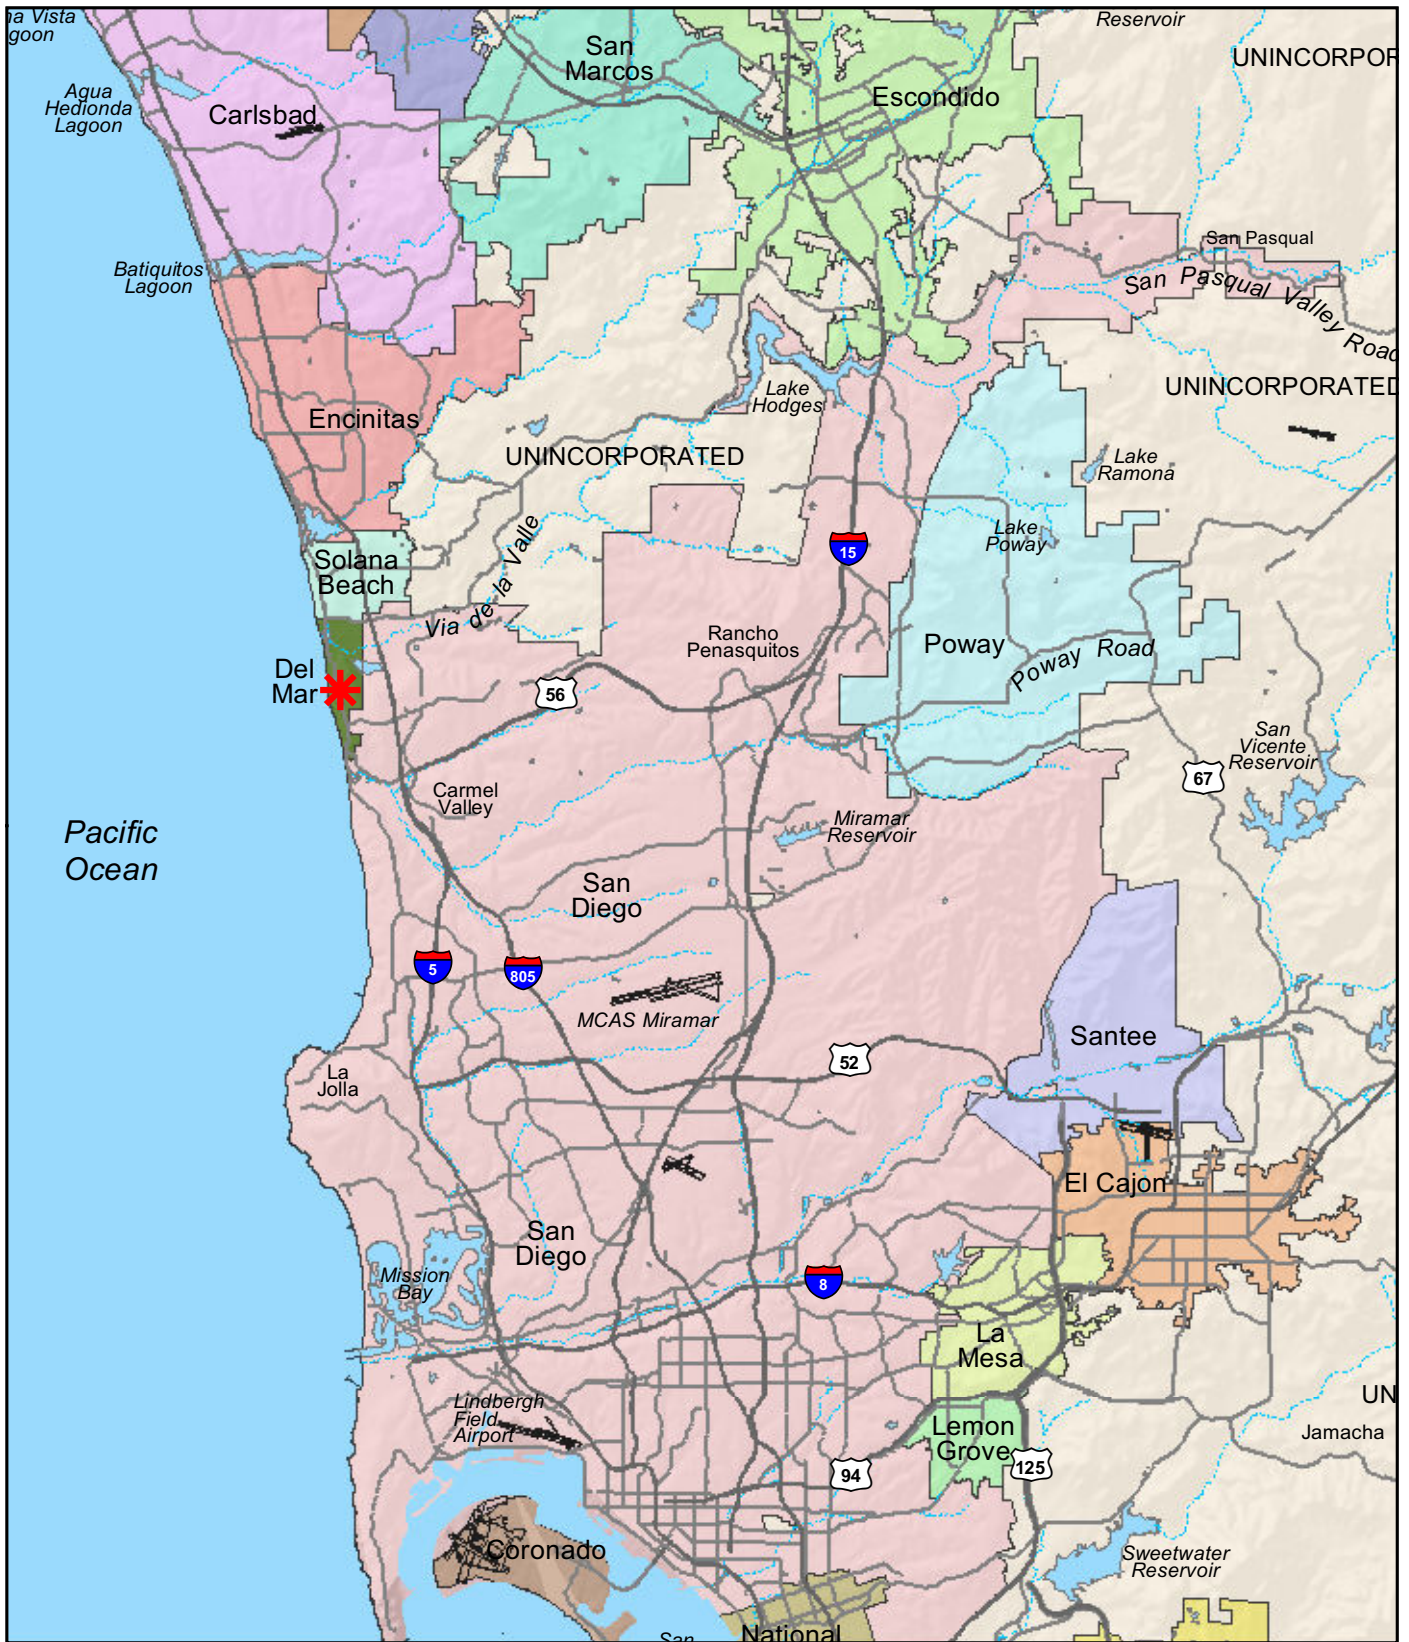 na Vista
goon
Reservoir
San
Marcos
UNINCORPOR
Agua
Hedionda
Lagoon
Carlsbad
Escondido
San Pasqual
Batiquitos
Lagoon
San Pasqual Valley Road
Lake
Hodges
UNINCORPORATED
Encinitas
UNINCORPORATED
Lake
Ramona
Lake
Poway
15
Solana
Beach
Via de la Valle
Rancho
Penasquitos
Poway
Poway Road
Del
Mar
56
San
Vicente
Reservoir
67
Carmel
Valley
Miramar
Reservoir
Pacific
Ocean
San
Diego
5
805
MCAS Miramar
Santee
52
La
Jolla
El Cajon
San
Diego
Mission
Bay
8
La
Mesa
UN
Lindbergh
Field
Airport
Lemon
Grove
Jamacha
94
125
Coronado
Sweetwater
Reservoir
San
National